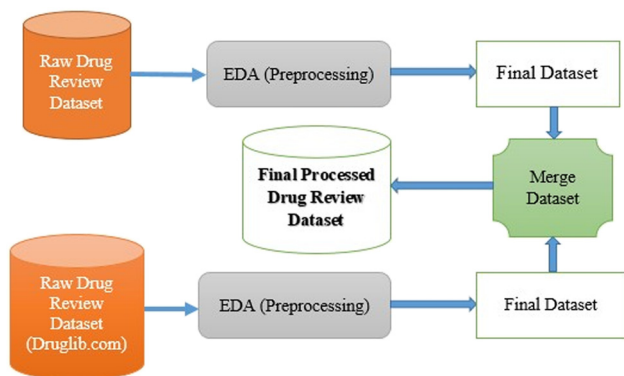 Raw Drug
Review
Dataset
EDA (Preprocessing)
Final Dataset
Final Processed
Drug Review
Dataset
Merge
Dataset
Raw Drug
Review
Dataset
(Druglib.com)
EDA (Preprocessing)
Final Dataset